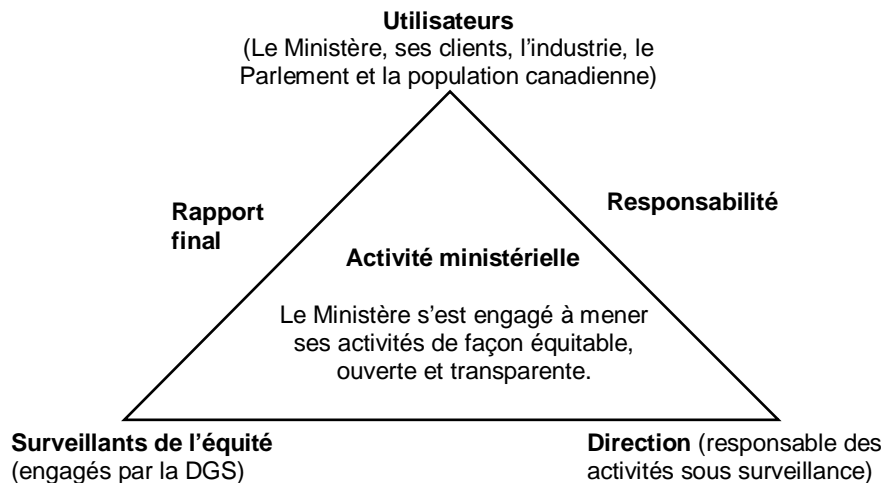 Utilisateurs
(Le Ministère, ses clients, l’industrie, le
Parlement et la population canadienne)
Rapport
final
Responsabilité
Activité ministérielle
Le Ministère s’est engagé à mener
ses activités de façon équitable,
ouverte et transparente.
Surveillants de l’équité
(engagés par la DGS)
Direction (responsable des
activités sous surveillance)